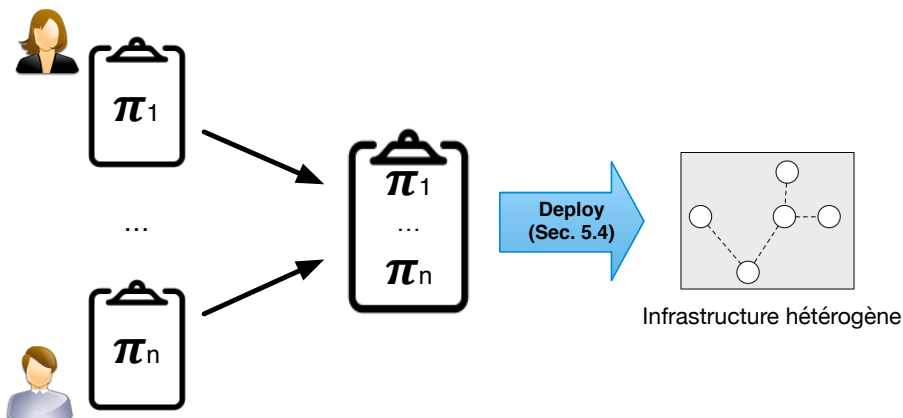 π1
...
πn
π1
...
πn
Deploy
(Sec. 5.4)
Infrastructure hétérogène